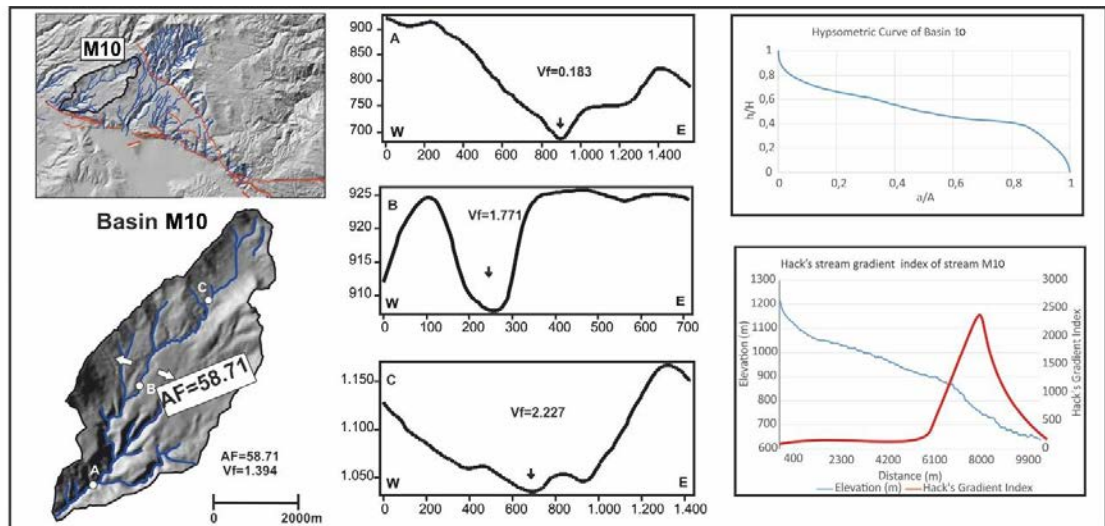 M10
Basin M10
C
B
AF=58.71
A
AF=58.71
Vf=1.394
0 2000m
A
Vf=0.183
900
850
800
750
700
W E
0 200 400 600 800 1.000 1.200 1.400
B
Vf=1.771
925
920
915
910
W E
0 100 200 300 400 500 600 700
C
Vf=2.227
1.150
1.100
1.050
W E
0 200 400 600 800 1.000 1.200 1.400
Hypsometric Curve of Basin 10
h/H
1
0,8
0,6
0,4
0,2
0
0 0,2 0,4 0,6 0,8 1
a/A
Hack's stream gradient index of stream M10
Elevation (m)
1300
1200
1100
1000
900
800
700
600
3000
2500
2000
1500
1000
500
0
Hack's Gradient Index
400 2300 4200 6100 8000 9900
Distance (m)
Elevation (m) Hack's Gradient Index